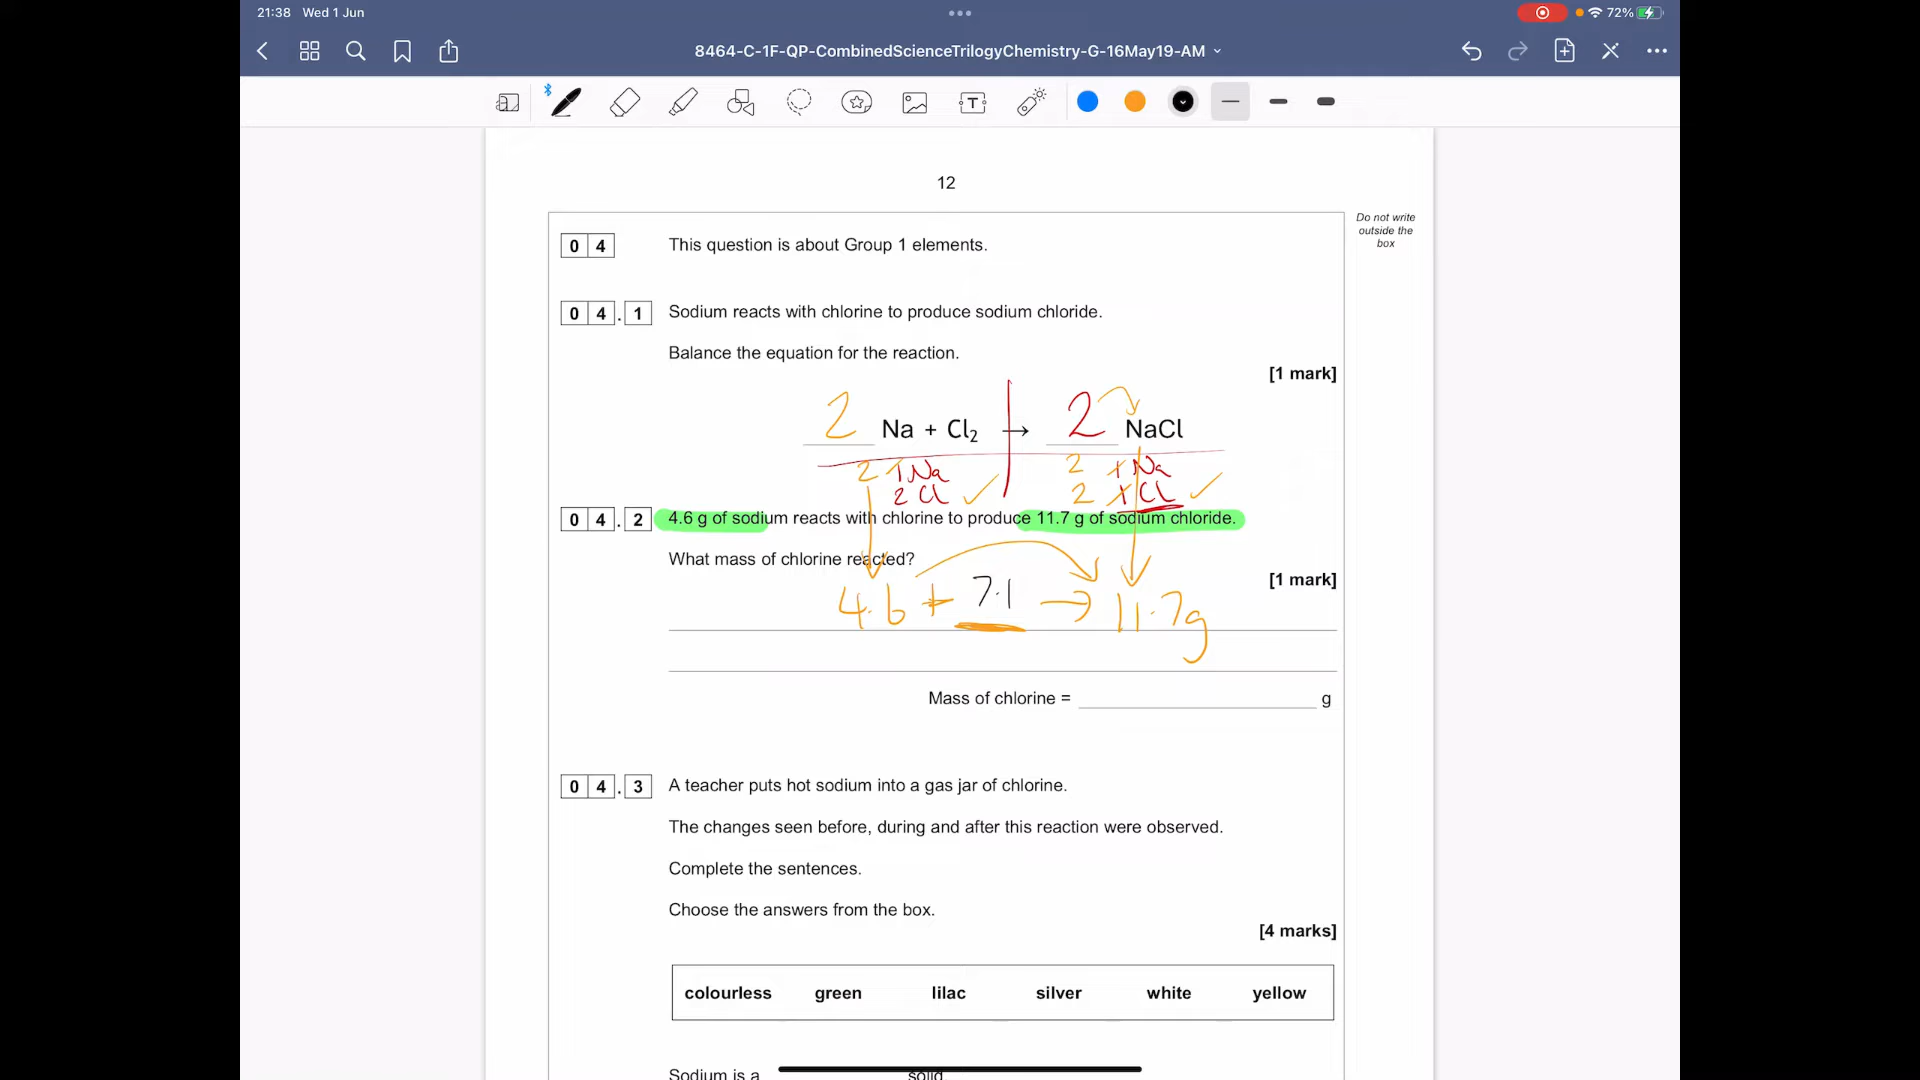 21:38 Wed 1 Jun
72%
8464-C-1F-QP-CombinedScienceTrilogyChemistry-G-16May19-AM
12
Do not write
outside the
box
0 4 This question is about Group 1 elements.
0 4 . 1 Sodium reacts with chlorine to produce sodium chloride.
Balance the equation for the reaction.
[1 mark]
2 Na + Cl₂ → 2 NaCl
2 1 Na 2 1 Na
2 Cl ✓ 2 1 Cl ✓
0 4 . 2 4.6 g of sodium reacts with chlorine to produce 11.7 g of sodium chloride.
What mass of chlorine reacted?
[1 mark]
4.6 + 7.1 → 11.7g
Mass of chlorine = g
0 4 . 3 A teacher puts hot sodium into a gas jar of chlorine.
The changes seen before, during and after this reaction were observed.
Complete the sentences.
Choose the answers from the box.
[4 marks]
colourless green lilac silver white yellow
Sodium is a solid.